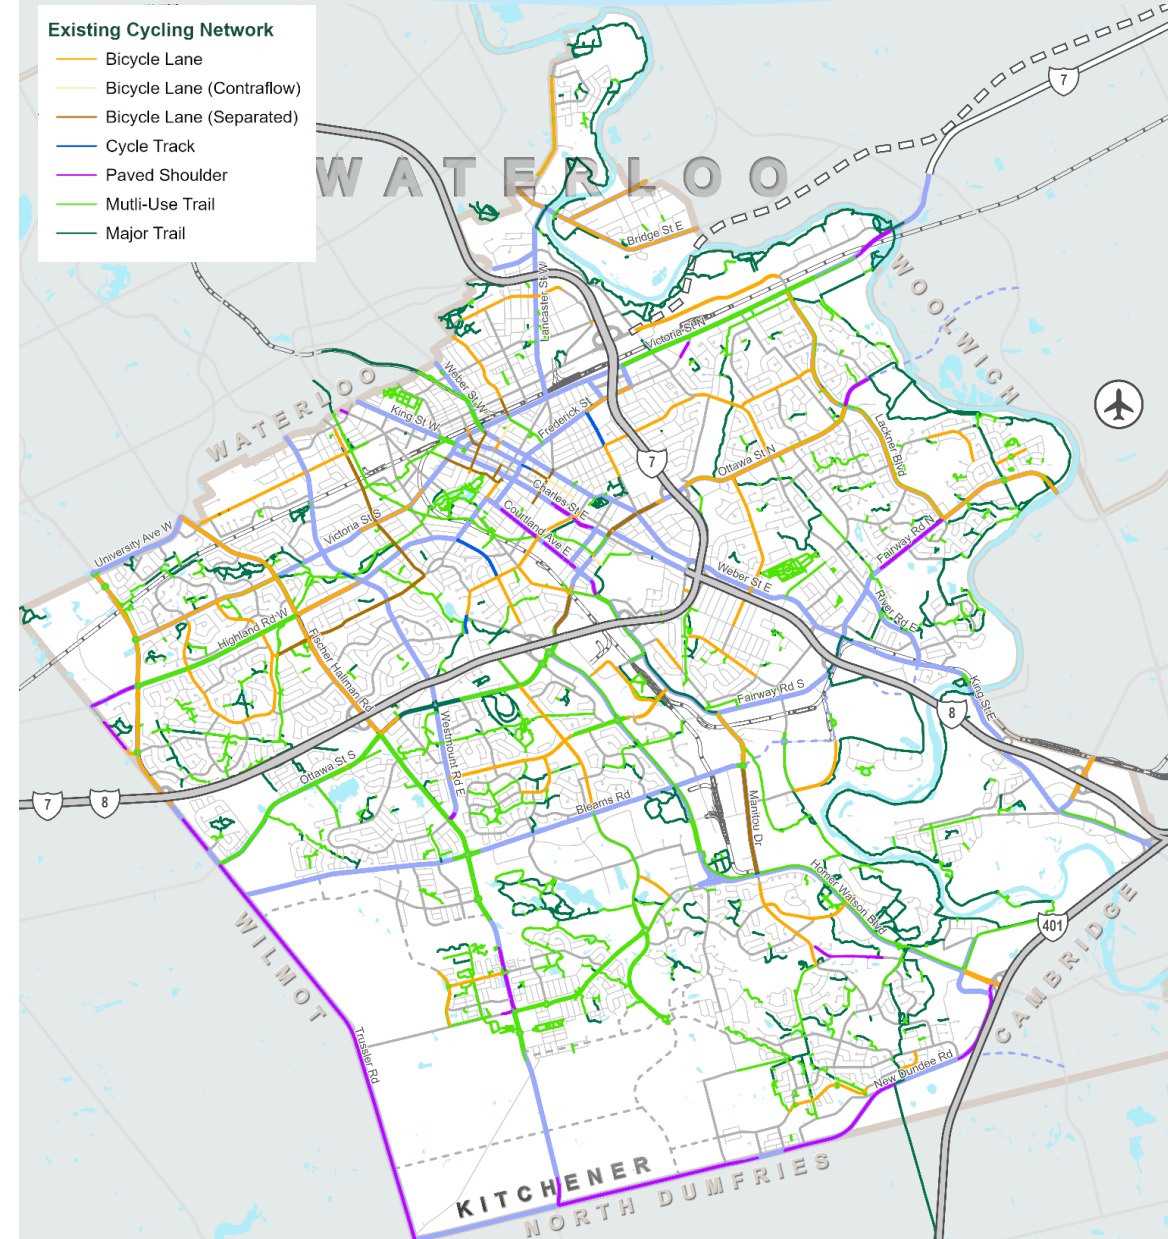 Existing Cycling Network
Bicycle Lane
Bicycle Lane (Contraflow)
Bicycle Lane (Separated)
Cycle Track
Paved Shoulder
Mutli-Use Trail
Major Trail
7
WATERLOO
Bridge St E
WOOLWICH
Lancaster St W
Victoria St N
WATERLOO
Weber St W
King St W
Frederick St
Lackner Blvd
7
Ottawa St N
Charles St E
Courtland Ave E
University Ave W
Victoria St S
Fairway Rd N
Weber St E
River Rd E
Highland Rd W
Fischer Hallman Rd
Fairway Rd S
King St E
8
Westmount Rd E
Ottawa St S
7
8
Bleams Rd
Manitou Dr
Homer Watson Blvd
401
WILMOT
CAMBRIDGE
Trussler Rd
New Dundee Rd
KITCHENER
NORTH DUMFRIES